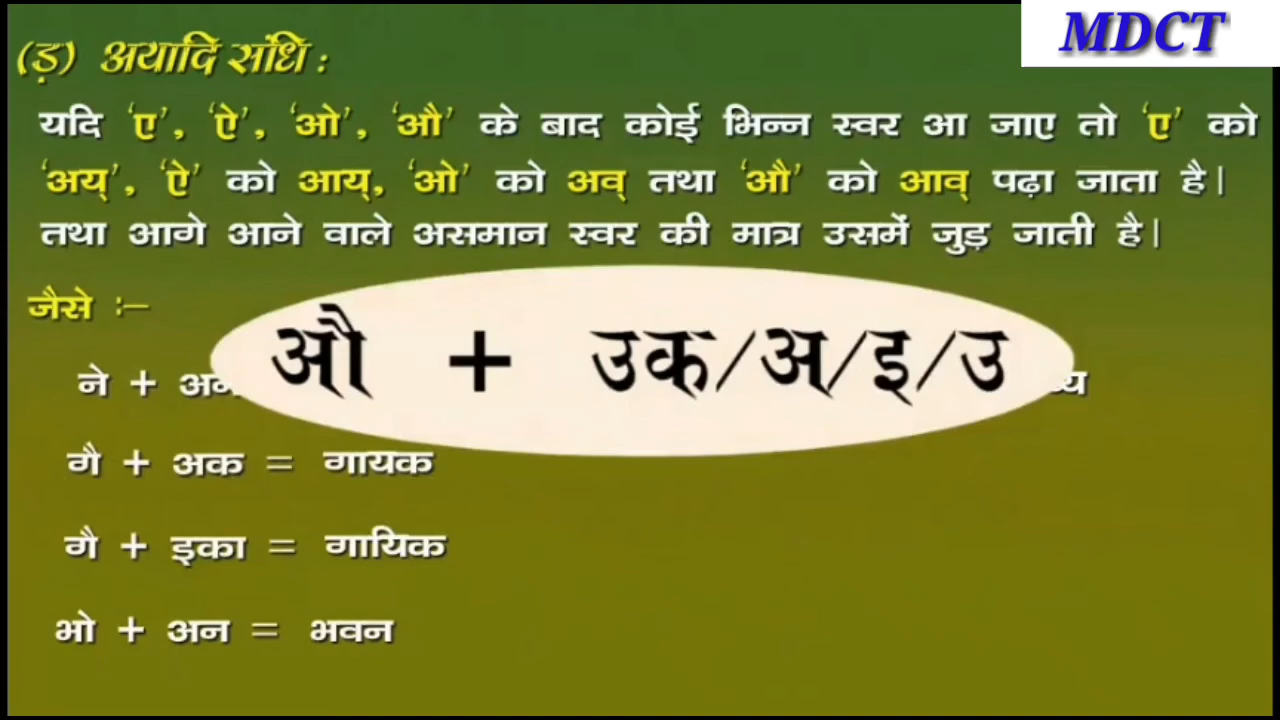 MDCT
(ड़) अयादि संधि :
यदि 'ए', 'ऐ', 'ओ', 'औ' के बाद कोई भिन्न स्वर आ जाए तो 'ए' को
'अय्', 'ऐ' को आय्, 'ओ' को अव् तथा 'औ' को आव् पढ़ा जाता है|
तथा आगे आने वाले असमान स्वर की मात्र उसमें जुड़ जाती है|
जैसे :–
औ + उक/अ/इ/उ
ने +
गै + अक = गायक
गै + इका = गायिक
भो + अन = भवन